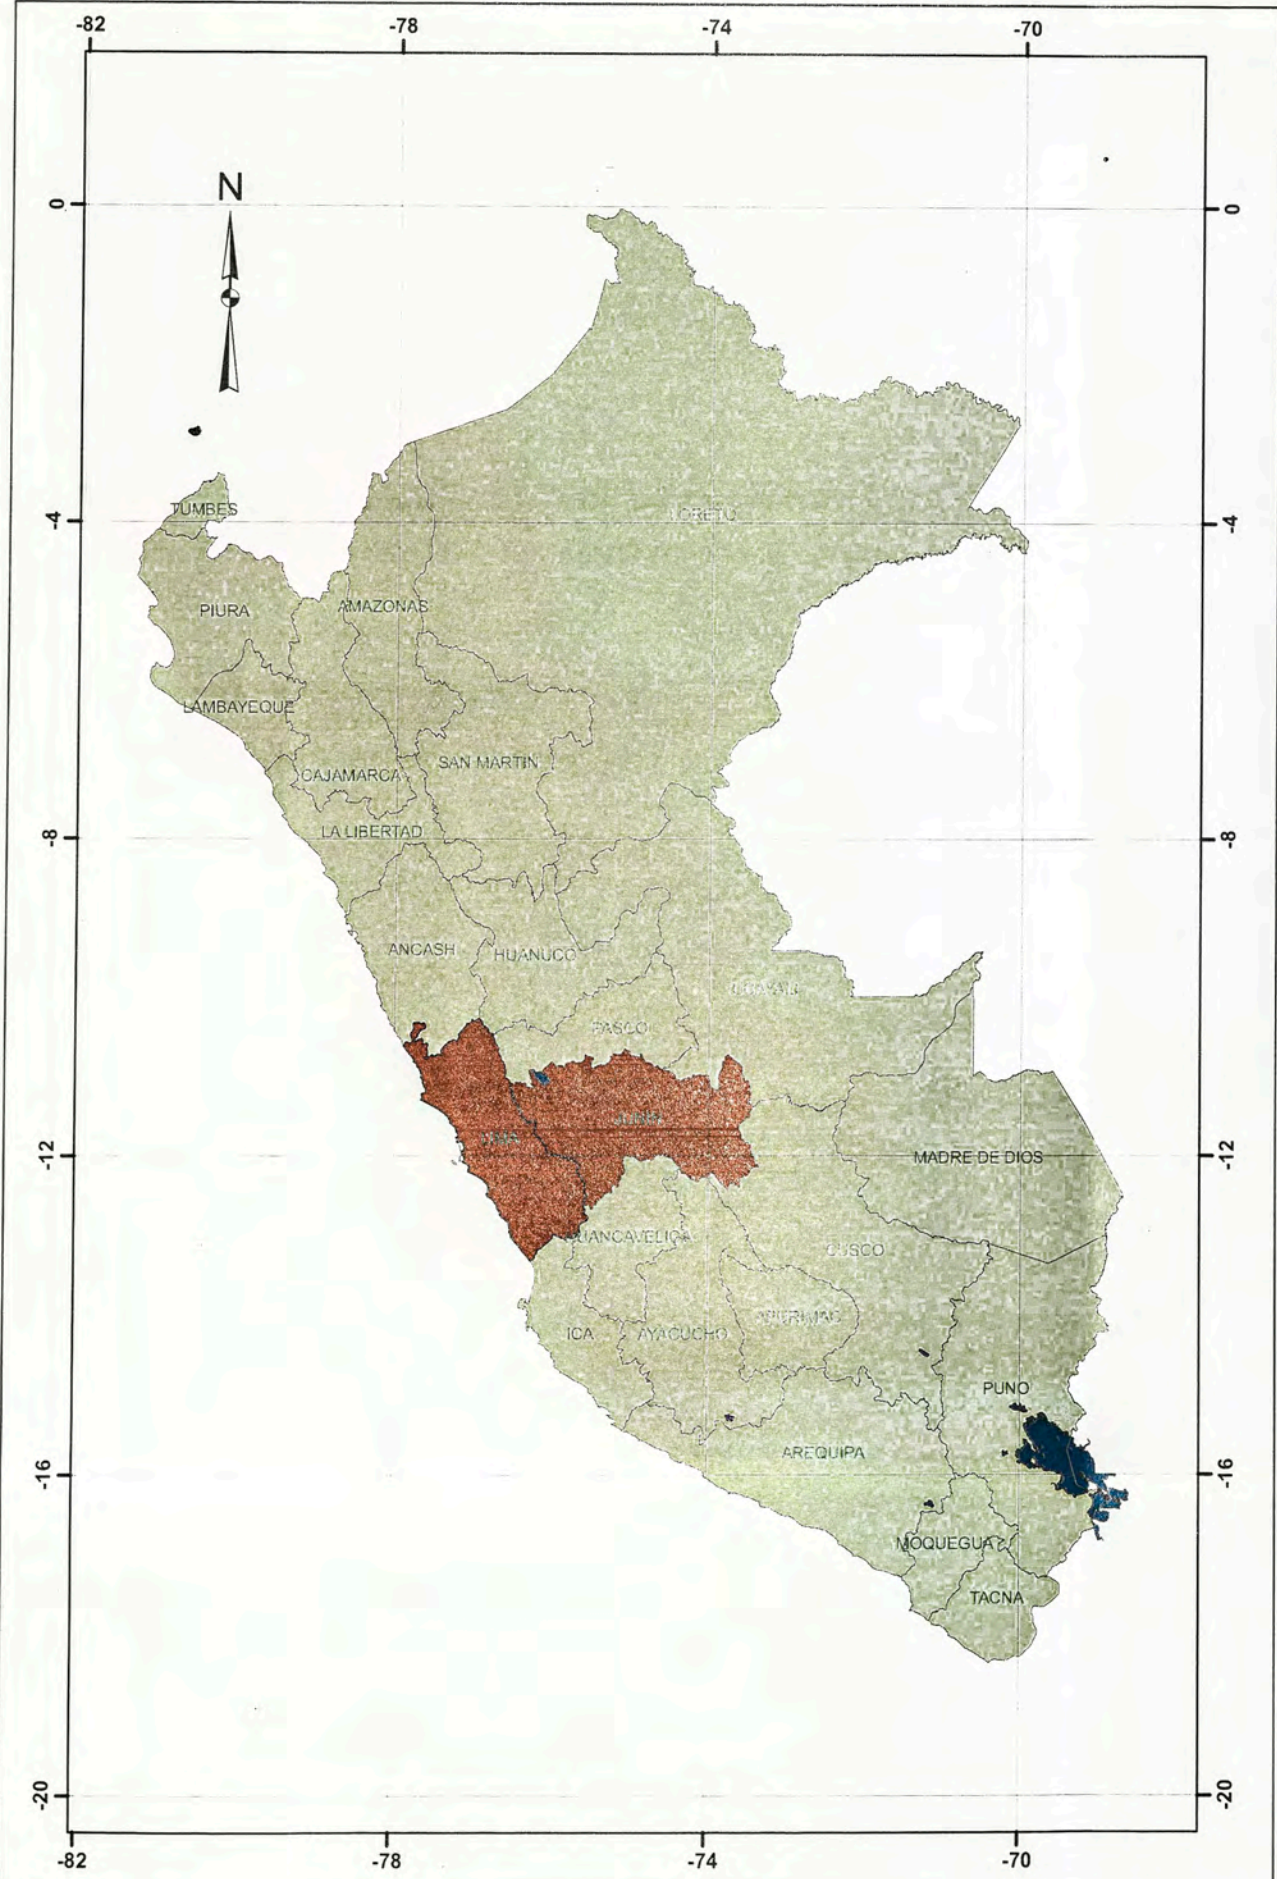 -82 -78 -74 -70
N
0 0
TUMBES
-4 LORETO -4
AMAZONAS
PIURA
LAMBAYEQUE
SAN MARTIN
CAJAMARCA
LA LIBERTAD
-8 -8
ANCASH
HUANUCO
UCAYALI
PASCO
JUNIN
LIMA
-12 -12
MADRE DE DIOS
HUANCAVELICA
CUSCO
APURIMAC
ICA
AYACUCHO
PUNO
AREQUIPA
-16 -16
MOQUEGUA
TACNA
-20 -20
-82 -78 -74 -70